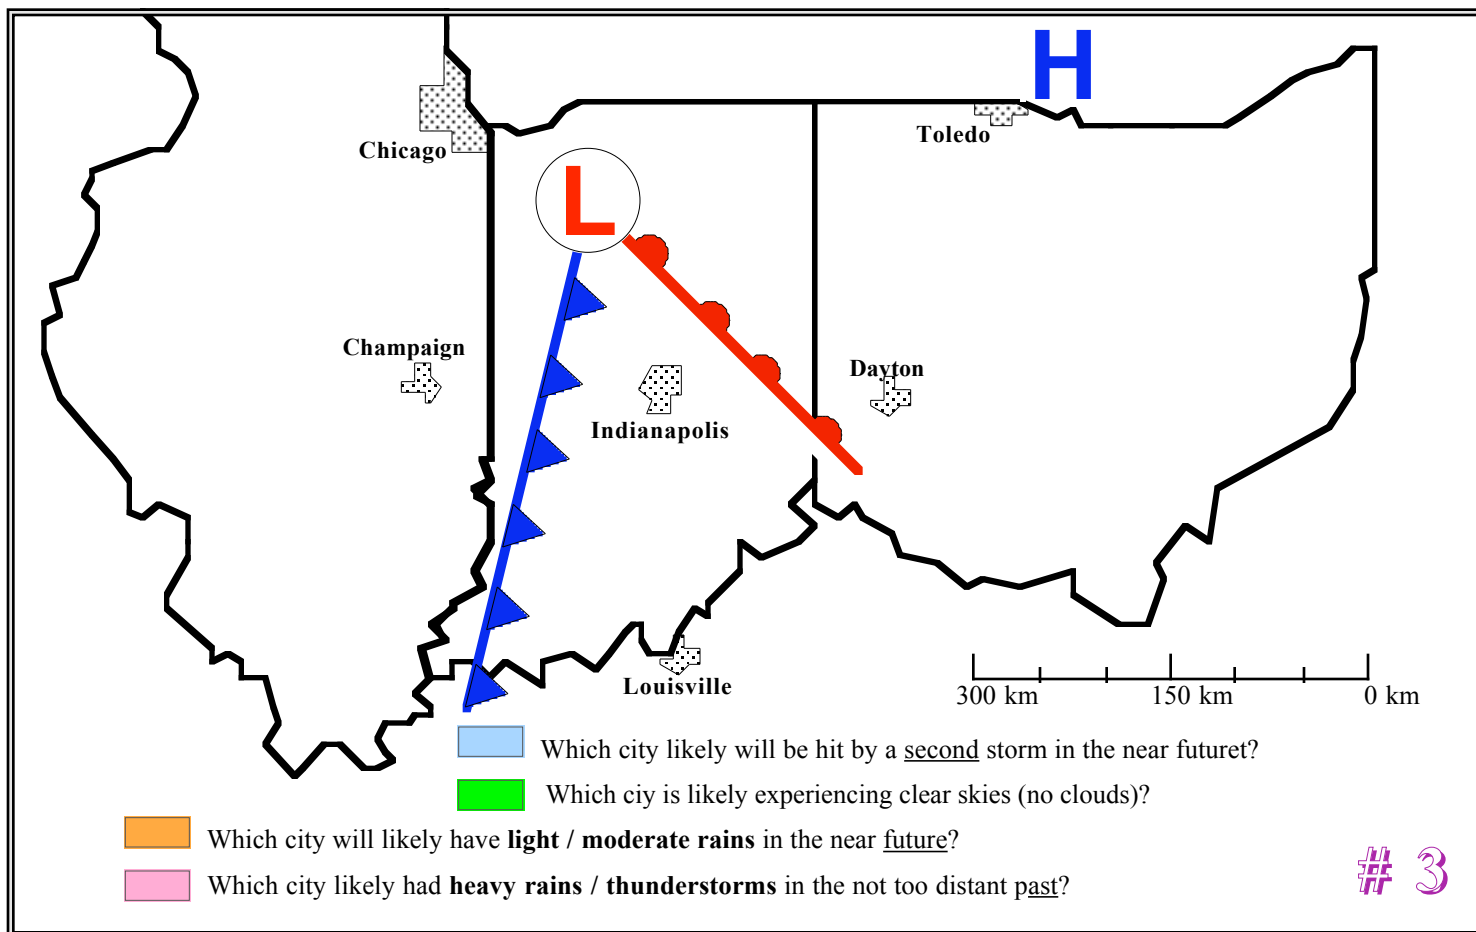 H
Toledo
Chicago
L
Champaign
Dayton
Indianapolis
Louisville
300 km 150 km 0 km
Which city likely will be hit by a second storm in the near futuret?
Which ciy is likely experiencing clear skies (no clouds)?
Which city will likely have light / moderate rains in the near future?
Which city likely had heavy rains / thunderstorms in the not too distant past?
# 3